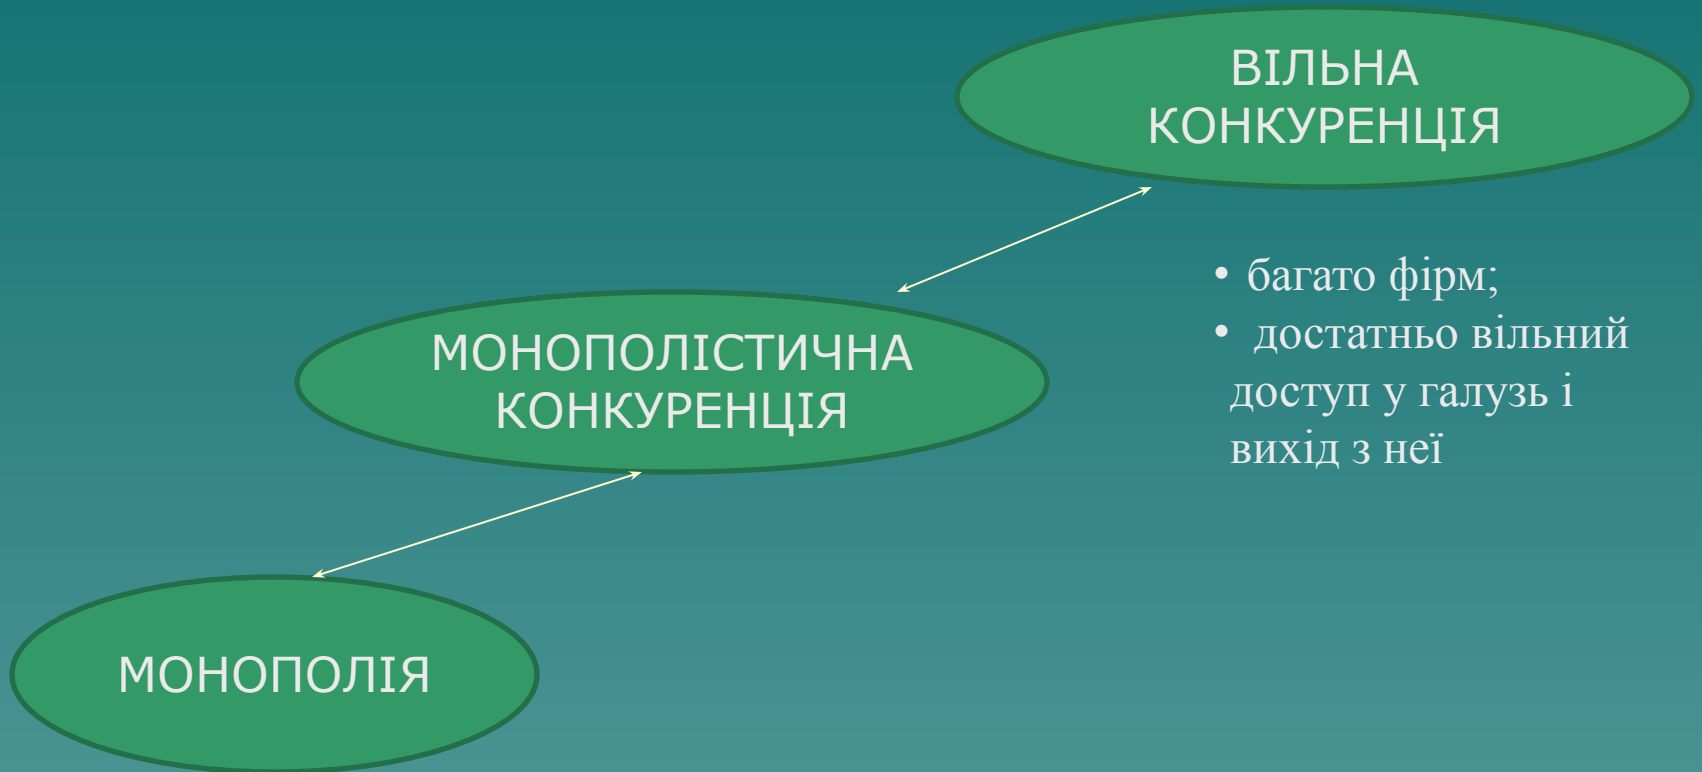 ВІЛЬНА
КОНКУРЕНЦІЯ
• багато фірм;
• достатньо вільний
доступ у галузь і
вихід з неї
МОНОПОЛІСТИЧНА
КОНКУРЕНЦІЯ
МОНОПОЛІЯ